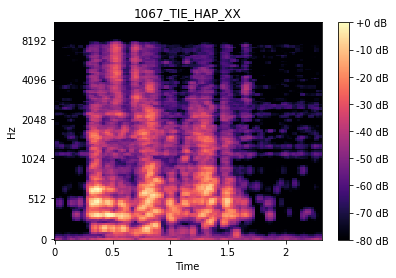 1067_TIE_HAP_XX
+0 dB
8192
-10 dB
4096
-20 dB
-30 dB
2048
Hz
-40 dB
1024
-50 dB
512
-60 dB
-70 dB
0
-80 dB
0 0.5 1 1.5 2
Time